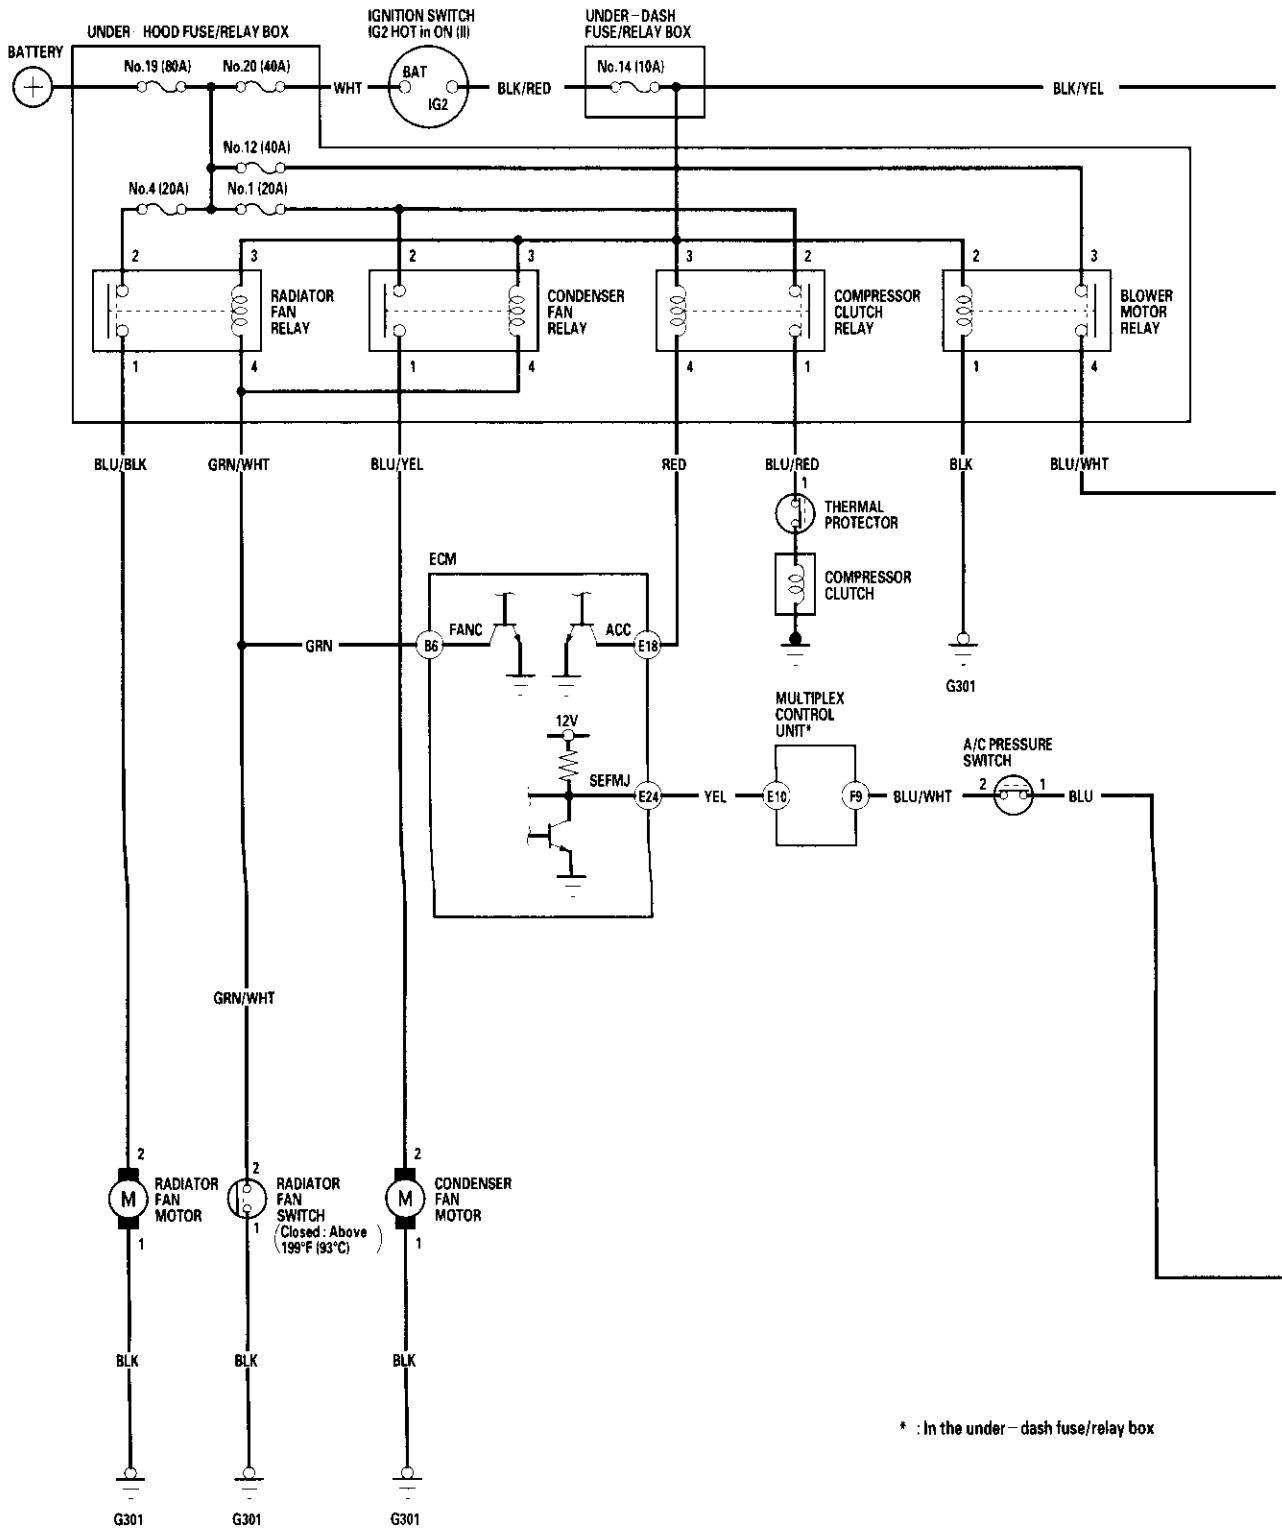 IGNITION SWITCH
IG2 HOT in ON (II)
UNDER–DASH
FUSE/RELAY BOX
UNDER HOOD FUSE/RELAY BOX
BATTERY
No.19 (80A)
No.20 (40A)
WHT
BAT
IG2
BLK/RED
No.14 (10A)
BLK/YEL
No.12 (40A)
No.4 (20A)
No.1 (20A)
2 3
2 3
3 2
2 3
RADIATOR
FAN
RELAY
CONDENSER
FAN
RELAY
COMPRESSOR
CLUTCH
RELAY
BLOWER
MOTOR
RELAY
1 4
1 4
4 1
1 4
BLU/BLK
GRN/WHT
BLU/YEL
RED
BLU/RED
BLK
BLU/WHT
1
THERMAL
PROTECTOR
COMPRESSOR
CLUTCH
ECM
FANC
ACC
GRN
B6
E18
G301
MULTIPLEX
CONTROL
UNIT*
12V
A/C PRESSURE
SWITCH
SEFMJ
E24
YEL
E10
F9
BLU/WHT
2 1
BLU
GRN/WHT
2
RADIATOR
FAN
MOTOR
M
1
2
RADIATOR
FAN
SWITCH
(Closed : Above
199°F (93°C) )
1
2
CONDENSER
FAN
MOTOR
M
1
BLK
BLK
BLK
* : In the under–dash fuse/relay box
G301
G301
G301